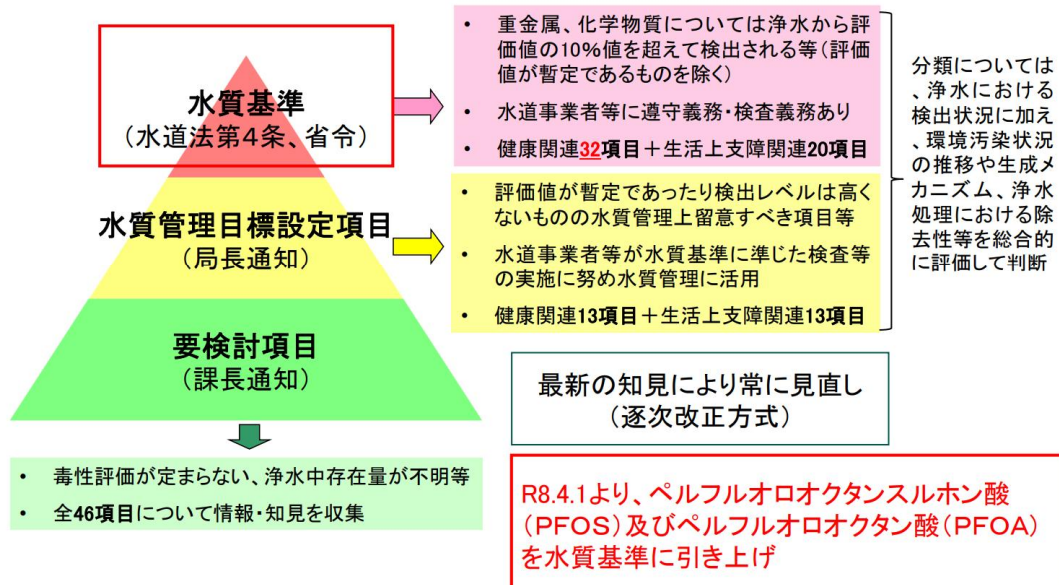 水質基準
(水道法第4条、省令)
水質管理目標設定項目
(局長通知)
要検討項目
(課長通知)
• 重金属、化学物質については浄水から評
価値の10%値を超えて検出される等(評価
値が暫定であるものを除く)
• 水道事業者等に遵守義務・検査義務あり
• 健康関連32項目+生活上支障関連20項目
• 評価値が暫定であったり検出レベルは高く
ないものの水質管理上留意すべき項目等
• 水道事業者等が水質基準に準じた検査等
の実施に努め水質管理に活用
• 健康関連13項目+生活上支障関連13項目
分類については
、浄水における
検出状況に加え
、環境汚染状況
の推移や生成メ
カニズム、浄水
処理における除
去性等を総合的
に評価して判断
最新の知見により常に見直し
(逐次改正方式)
• 毒性評価が定まらない、浄水中存在量が不明等
• 全46項目について情報・知見を収集
R8.4.1より、ペルフルオロオクタンスルホン酸
(PFOS)及びペルフルオロオクタン酸(PFOA)
を水質基準に引き上げ